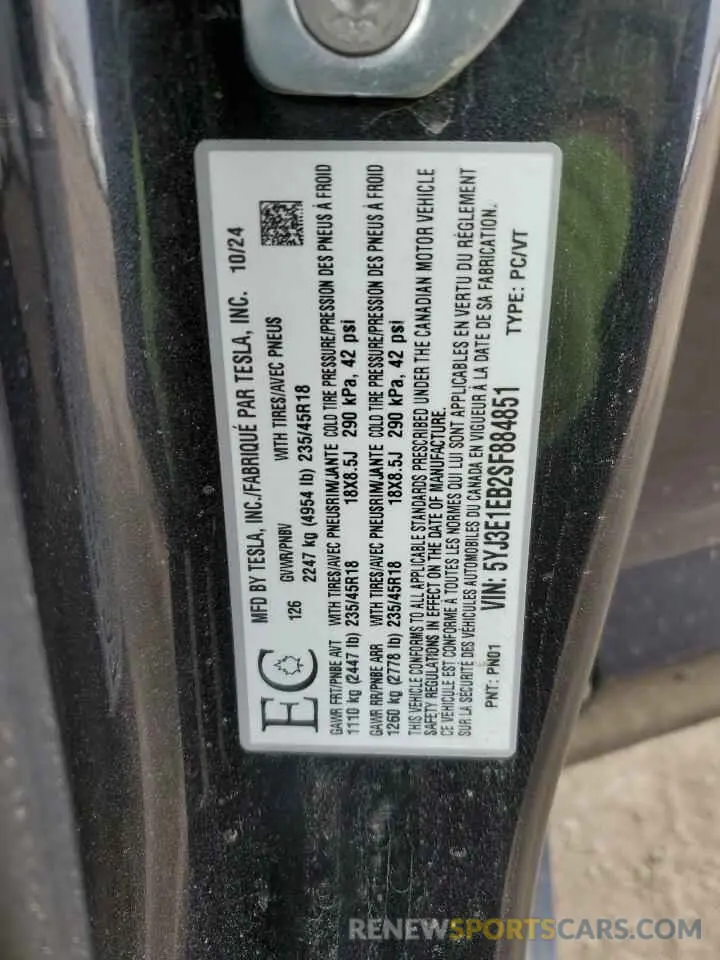 MFD BY TESLA, INC./FABRIQUÉ PAR TESLA, INC. 10/24
126 GVWR/PNBV WITH TIRES/AVEC PNEUS
2247 kg (4954 lb) 235/45R18
EC
GAWR FRT/PNBE AVT WITH TIRES/AVEC PNEUS RIM/JANTE COLD TIRE PRESSURE/PRESSION DES PNEUS À FROID
1110 kg (2447 lb) 235/45R18 18X8.5J 290 kPa, 42 psi
GAWR RR/PNBE ARR WITH TIRES/AVEC PNEUS RIM/JANTE COLD TIRE PRESSURE/PRESSION DES PNEUS À FROID
1260 kg (2778 lb) 235/45R18 18X8.5J 290 kPa, 42 psi
THIS VEHICLE CONFORMS TO ALL APPLICABLE STANDARDS PRESCRIBED UNDER THE CANADIAN MOTOR VEHICLE
SAFETY REGULATIONS IN EFFECT ON THE DATE OF MANUFACTURE.
CE VÉHICULE EST CONFORME À TOUTES LES NORMES QUI LUI SONT APPLICABLES EN VERTU DU RÈGLEMENT
SUR LA SÉCURITÉ DES VÉHICULES AUTOMOBILES DU CANADA EN VIGUEUR À LA DATE DE SA FABRICATION.
PNT: PN01 VIN: 5YJ3E1EB2SF884851 TYPE: PC/VT
RENEWSPORTSCARS.COM